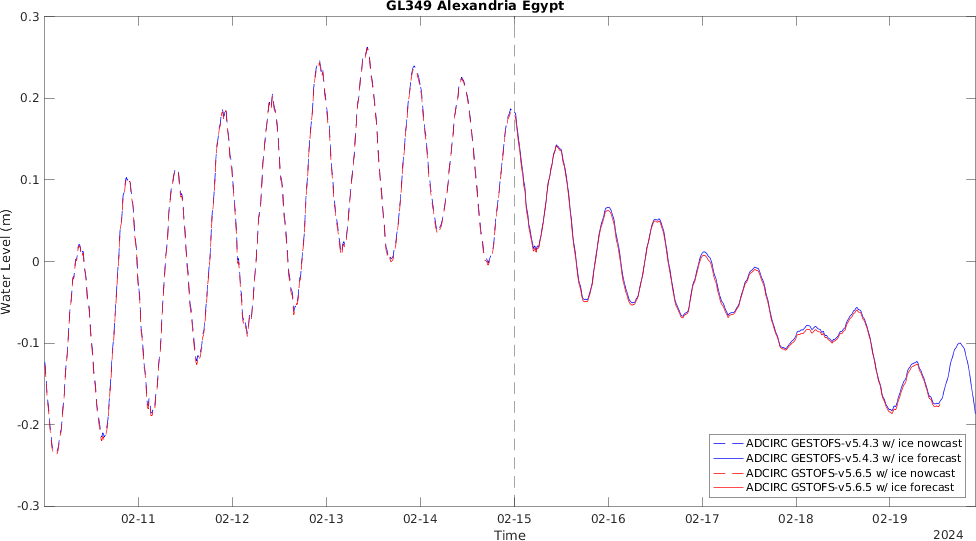 GL349 Alexandria Egypt
0.3
0.2
0.1
0
-0.1
-0.2
-0.3
Water Level (m)
02-11 02-12 02-13 02-14 02-15 02-16 02-17 02-18 02-19
Time
2024
ADCIRC GESTOFS-v5.4.3 w/ ice nowcast
ADCIRC GESTOFS-v5.4.3 w/ ice forecast
ADCIRC GSTOFS-v5.6.5 w/ ice nowcast
ADCIRC GSTOFS-v5.6.5 w/ ice forecast